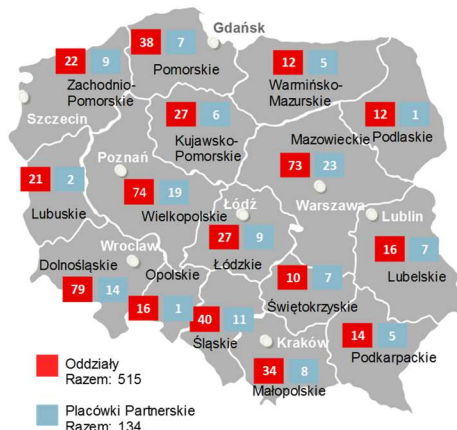 Gdańsk
38 7
Pomorskie
22 9
Zachodnio-
Pomorskie
12 5
Warmińsko-
Mazurskie
Szczecin
27 6
Kujawsko-
Pomorskie
12 1
Podlaskie
Mazowieckie
73 23
Warszawa
Poznań
21 2
Lubuskie
74 19
Wielkopolskie
Łódź
27 9
Łódzkie
Lublin
16 7
Lubelskie
Wrocław
Dolnośląskie
79 14
Opolskie
16 1
10 7
Świętokrzyskie
40 11
Śląskie
14 5
Podkarpackie
Kraków
34 8
Małopolskie
Oddziały
Razem: 515
Placówki Partnerskie
Razem: 134